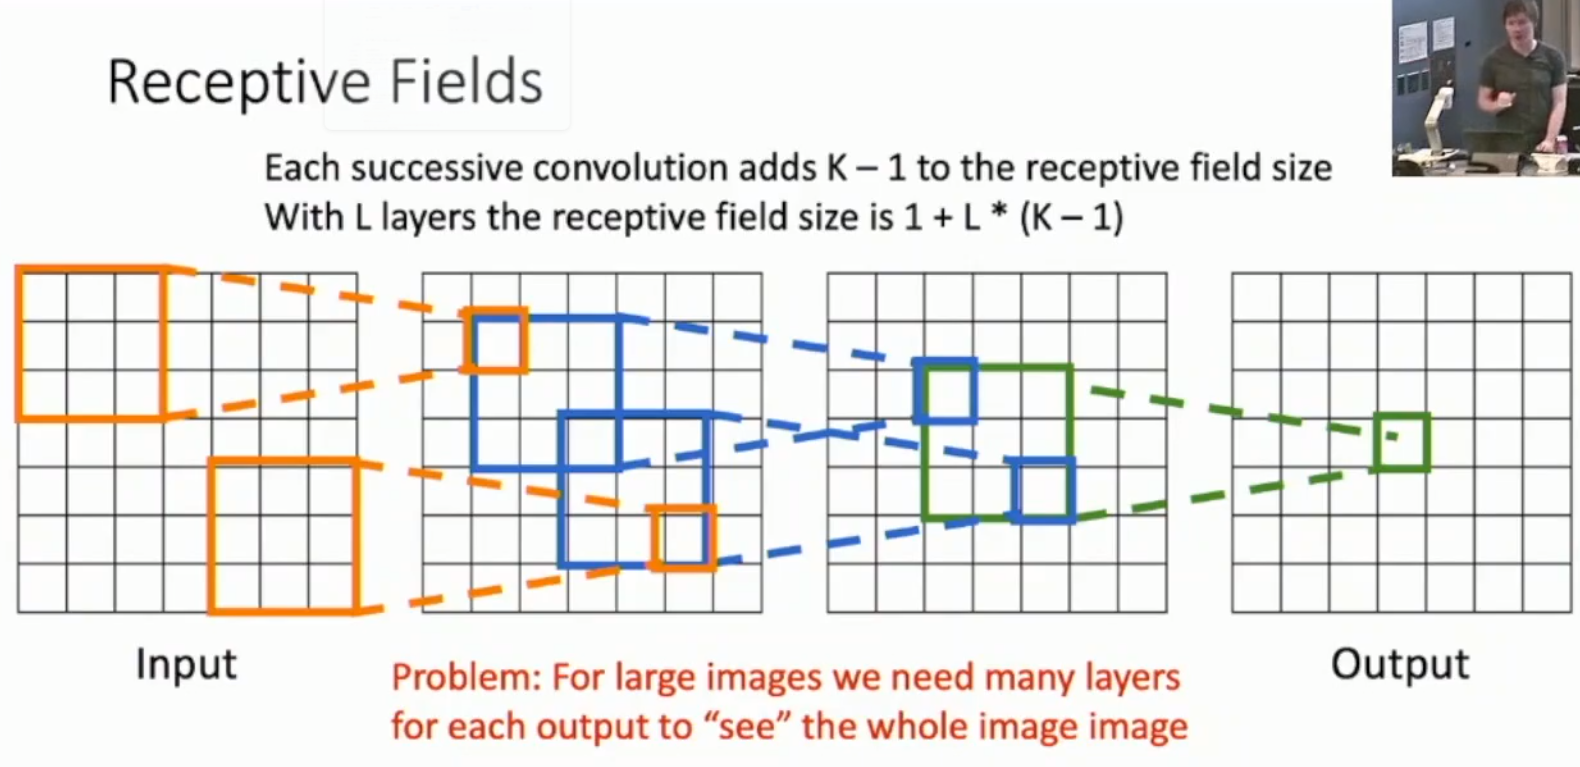 Receptive Fields
Each successive convolution adds K – 1 to the receptive field size
With L layers the receptive field size is 1 + L * (K – 1)
Input
Output
Problem: For large images we need many layers
for each output to “see” the whole image image